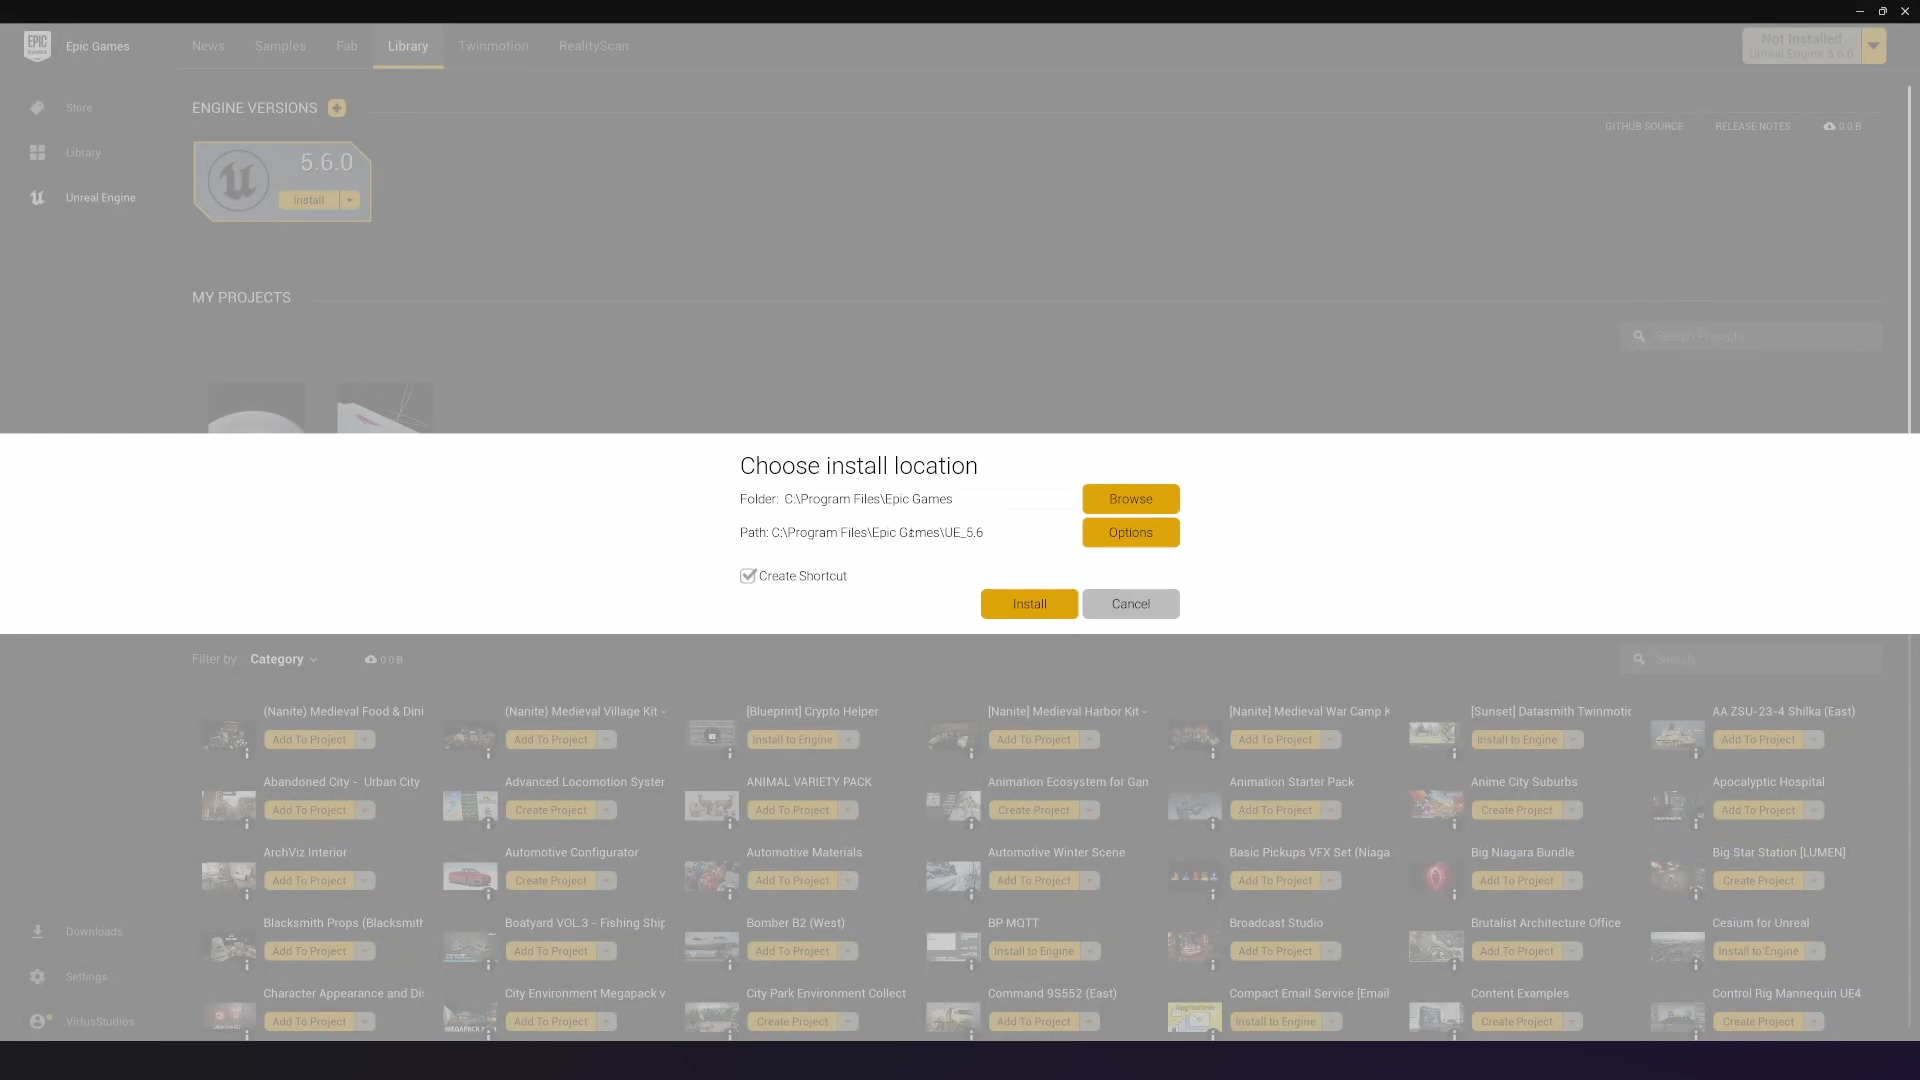 EPIC GAMES
Epic Games
News
Samples
Fab
Library
Twinmotion
RealityScan
Not Installed
Unreal Engine 5.6.0
Store
Library
Unreal Engine
ENGINE VERSIONS
GITHUB SOURCE
RELEASE NOTES
0.0 B
5.6.0
Install
MY PROJECTS
Search Projects
Choose install location
Folder: C:\Program Files\Epic Games
Browse
Path: C:\Program Files\Epic Games\UE_5.6
Options
Create Shortcut
Install
Cancel
Filter by:
Category
0.0 B
Search
(Nanite) Medieval Food & Dini
(Nanite) Medieval Village Kit -
[Blueprint] Crypto Helper
[Nanite] Medieval Harbor Kit -
[Nanite] Medieval War Camp K
[Sunset] Datasmith Twinmotic
AA ZSU-23-4 Shilka (East)
Add To Project
Add To Project
Install to Engine
Add To Project
Add To Project
Install to Engine
Add To Project
Abandoned City - Urban City
Advanced Locomotion Syster
ANIMAL VARIETY PACK
Animation Ecosystem for Gan
Animation Starter Pack
Anime City Suburbs
Apocalyptic Hospital
Add To Project
Create Project
Add To Project
Create Project
Add To Project
Create Project
Add To Project
ArchViz Interior
Automotive Configurator
Automotive Materials
Automotive Winter Scene
Basic Pickups VFX Set (Niaga
Big Niagara Bundle
Big Star Station [LUMEN]
Add To Project
Create Project
Add To Project
Add To Project
Add To Project
Add To Project
Create Project
Blacksmith Props (Blacksmith
Boatyard VOL.3 - Fishing Ship
Bomber B2 (West)
BP MQTT
Broadcast Studio
Brutalist Architecture Office
Cesium for Unreal
Add To Project
Add To Project
Add To Project
Install to Engine
Add To Project
Add To Project
Install to Engine
Character Appearance and Dis
City Environment Megapack v
City Park Environment Collect
Command 9S552 (East)
Compact Email Service [Email
Content Examples
Control Rig Mannequin UE4
Add To Project
Add To Project
Create Project
Add To Project
Install to Engine
Create Project
Create Project
Downloads
Settings
VirtusStudios